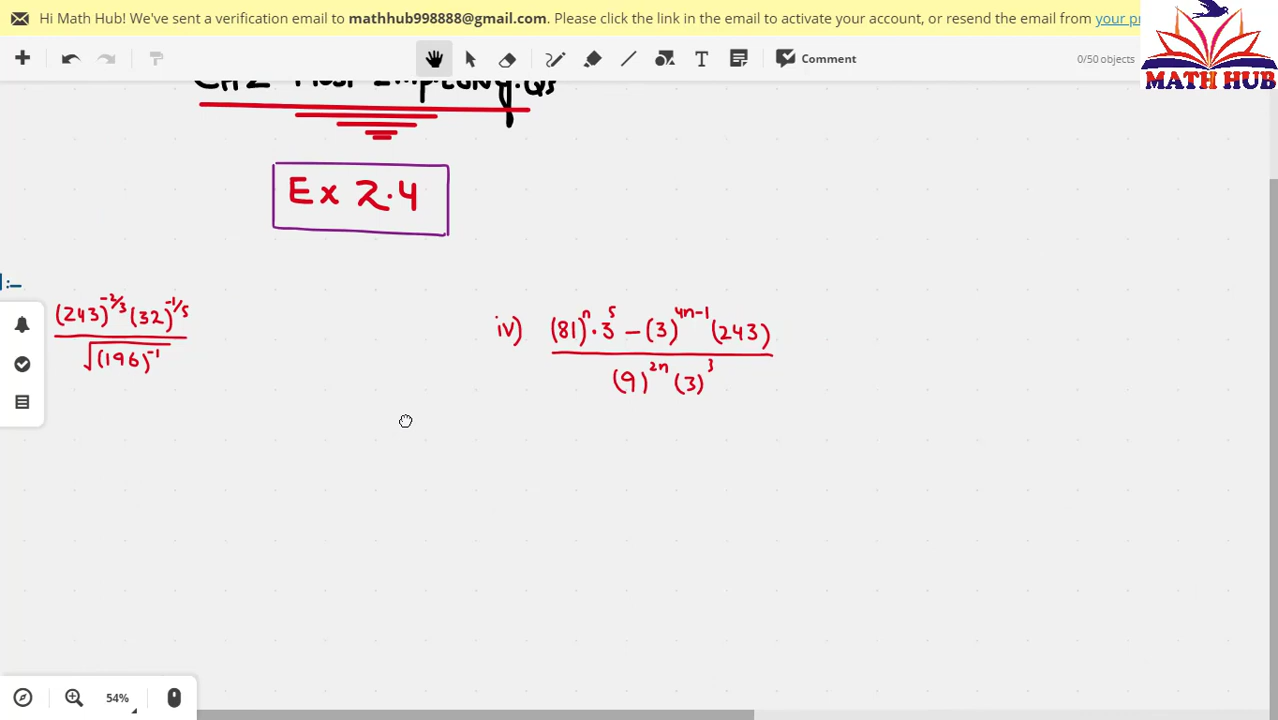 Hi Math Hub! We've sent a verification email to mathhub998888@gmail.com. Please click the link in the email to activate your account, or resend the email from your pr
MATH HUB
Comment
0/50 objects
Ex 2.4
:-
(243)^{-2/3} (32)^{-1/5}
√(196)^{-1}
iv) (81)^n · 3^5 − (3)^{4n−1} (243)
(9)^{2n} (3)^3
54%